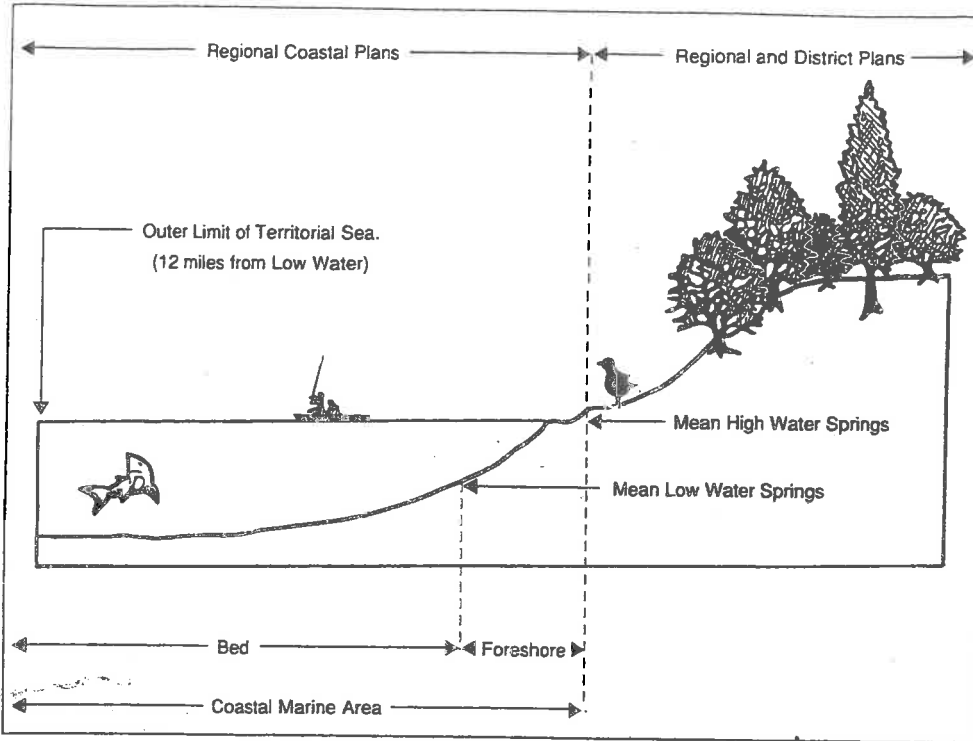 Regional Coastal Plans
Regional and District Plans
Outer Limit of Territorial Sea.
(12 miles from Low Water)
Mean High Water Springs
Mean Low Water Springs
Bed
Foreshore
Coastal Marine Area